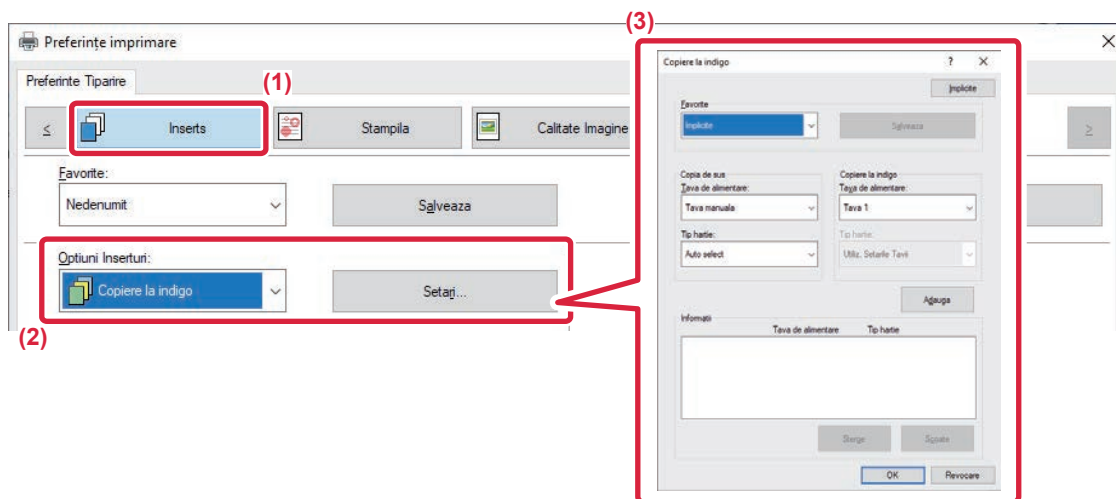 (3)
Preferințe imprimare
Preferinte Tiparire
(1)
≤ Inserts Stampila Calitate Imagine ≥
Favorite:
Nedenumit Salveaza
Optiuni Inserturi:
Copiere la indigo Setari...
(2)
Copiere la indigo ? ×
Implicite
Favorite
Implicite Salveaza
Copia de sus Copiere la indigo
Tava de alimentare: Tava de alimentare:
Tava manuala Tava 1
Tip hartie: Tip hartie:
Auto select Utiliz. Setarile Tavii
Adauga
Informatii
Tava de alimentare Tip hartie
Sterge Scoate
OK Revocare